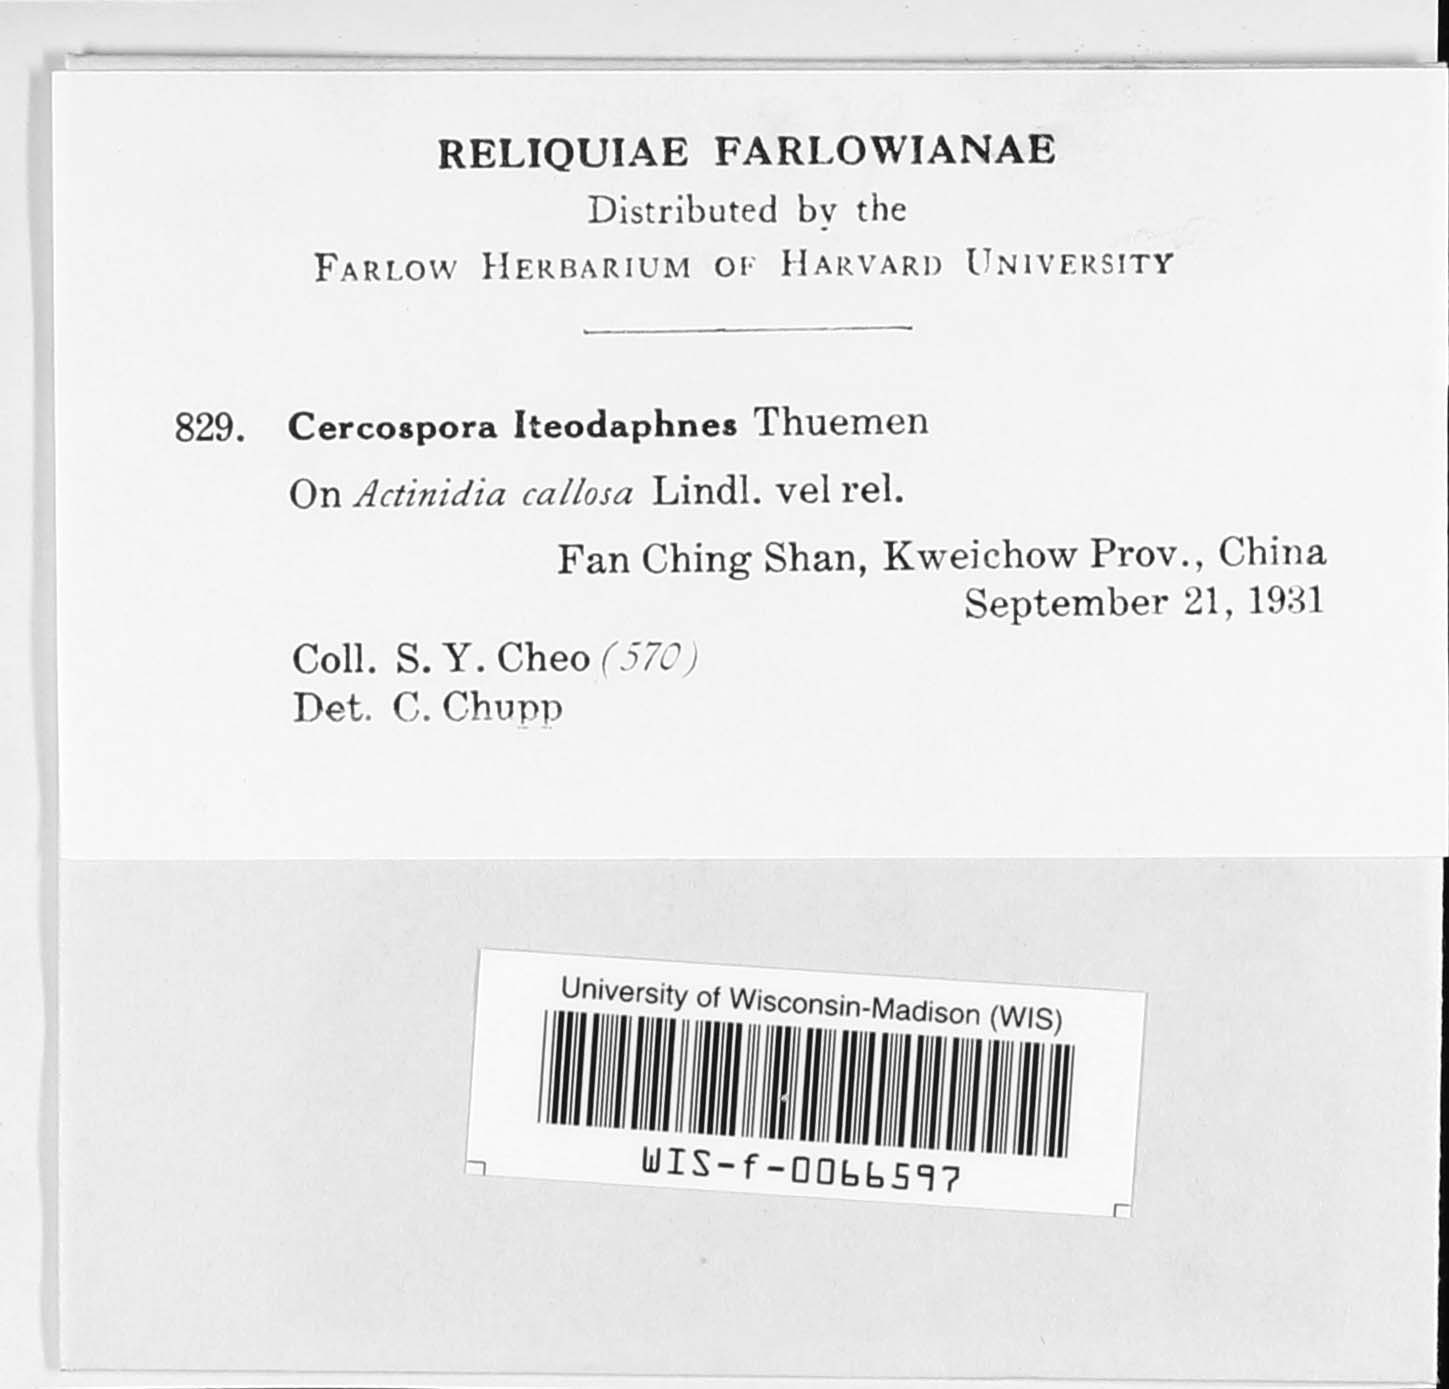 RELIQUIAE FARLOWIANAE
Distributed by the
FARLOW HERBARIUM OF HARVARD UNIVERSITY
829. Cercospora Iteodaphnes Thuemen
On Actinidia callosa Lindl. vel rel.
Fan Ching Shan, Kweichow Prov., China
September 21, 1931
Coll. S. Y. Cheo (570)
Det. C. Chupp
University of Wisconsin-Madison (WIS)
WIS-f-0066597